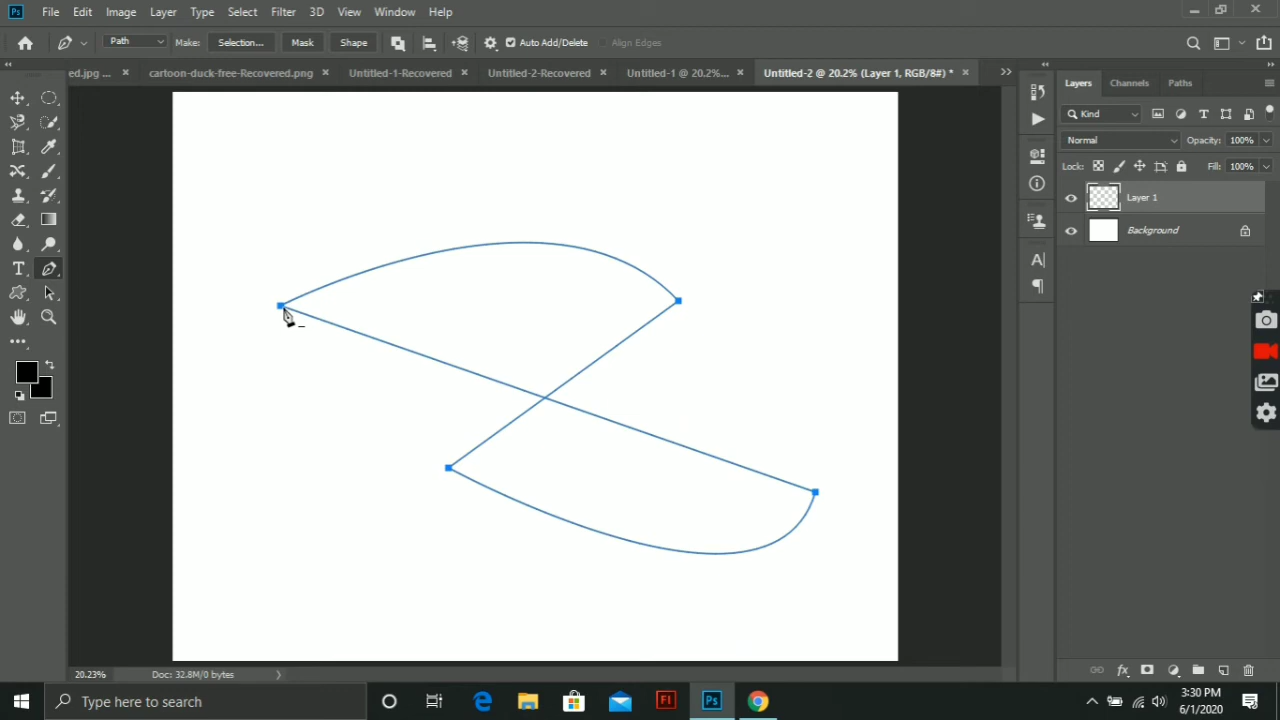 Ps File Edit Image Layer Type Select Filter 3D View Window Help
Path Make: Selection... Mask Shape Auto Add/Delete Align Edges
ed.jpg ... × cartoon-duck-free-Recovered.png × Untitled-1-Recovered × Untitled-2-Recovered × Untitled-1 @ 20.2%... × Untitled-2 @ 20.2% (Layer 1, RGB/8#) * ×
Layers Channels Paths
Kind
Normal Opacity: 100%
Lock: Fill: 100%
Layer 1
Background
20.23% Doc: 32.8M/0 bytes
Type here to search
Fl
Ps
3:30 PM
6/1/2020